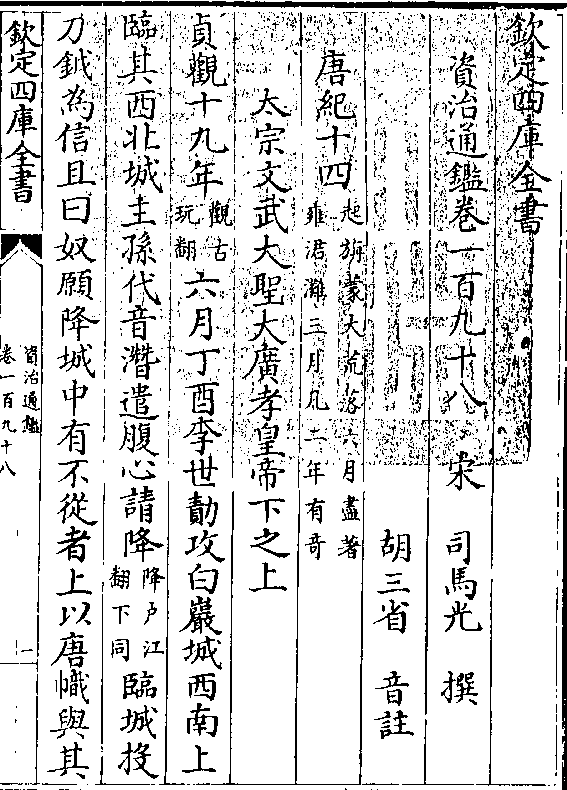 欽定四庫全書
資治通鑑卷一百九十八
宋 司馬光 撰
胡三省 音註
唐紀十四起旃蒙大荒落六月盡著
雍涒灘三月凡二年有奇
太宗文武大聖大廣孝皇帝下之上
貞觀十九年觀古
玩翻六月丁酉李世勣攻白巖城西南上
臨其西北城主孫代音潛遣腹心請降降戶江
翻下同臨城投
刀鉞為信且曰奴願降城中有不從者上以唐幟與其
欽定四庫全書
資治通鑑
卷一百九十八
一